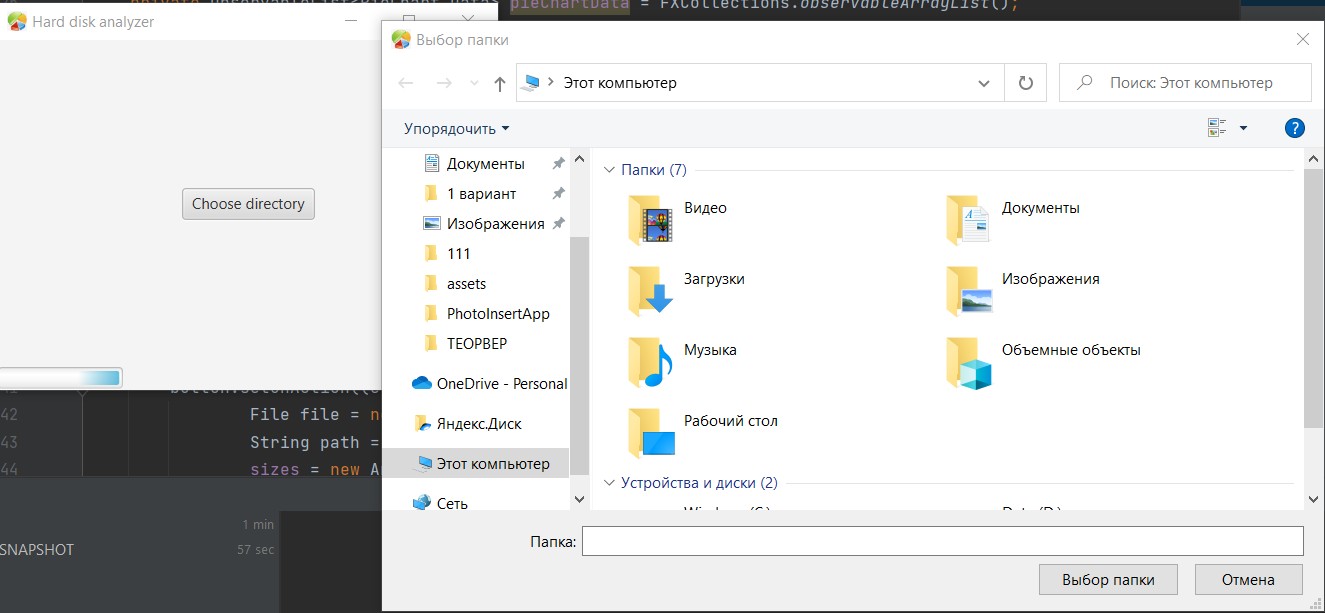 pieChartData = FXCollections.observableArrayList();
Hard disk analyzer
Выбор папки
Этот компьютер
Поиск: Этот компьютер
Упорядочить
?
Документы
1 вариант
Изображения
111
assets
PhotoInsertApp
ТЕОРВЕР
OneDrive - Personal
Яндекс.Диск
Этот компьютер
Сеть
Папки (7)
Видео
Документы
Загрузки
Изображения
Музыка
Объемные объекты
Рабочий стол
Устройства и диски (2)
Choose directory
42 File file = n
43 String path =
44 sizes = new A
1 min
SNAPSHOT 57 sec
Папка:
Выбор папки Отмена